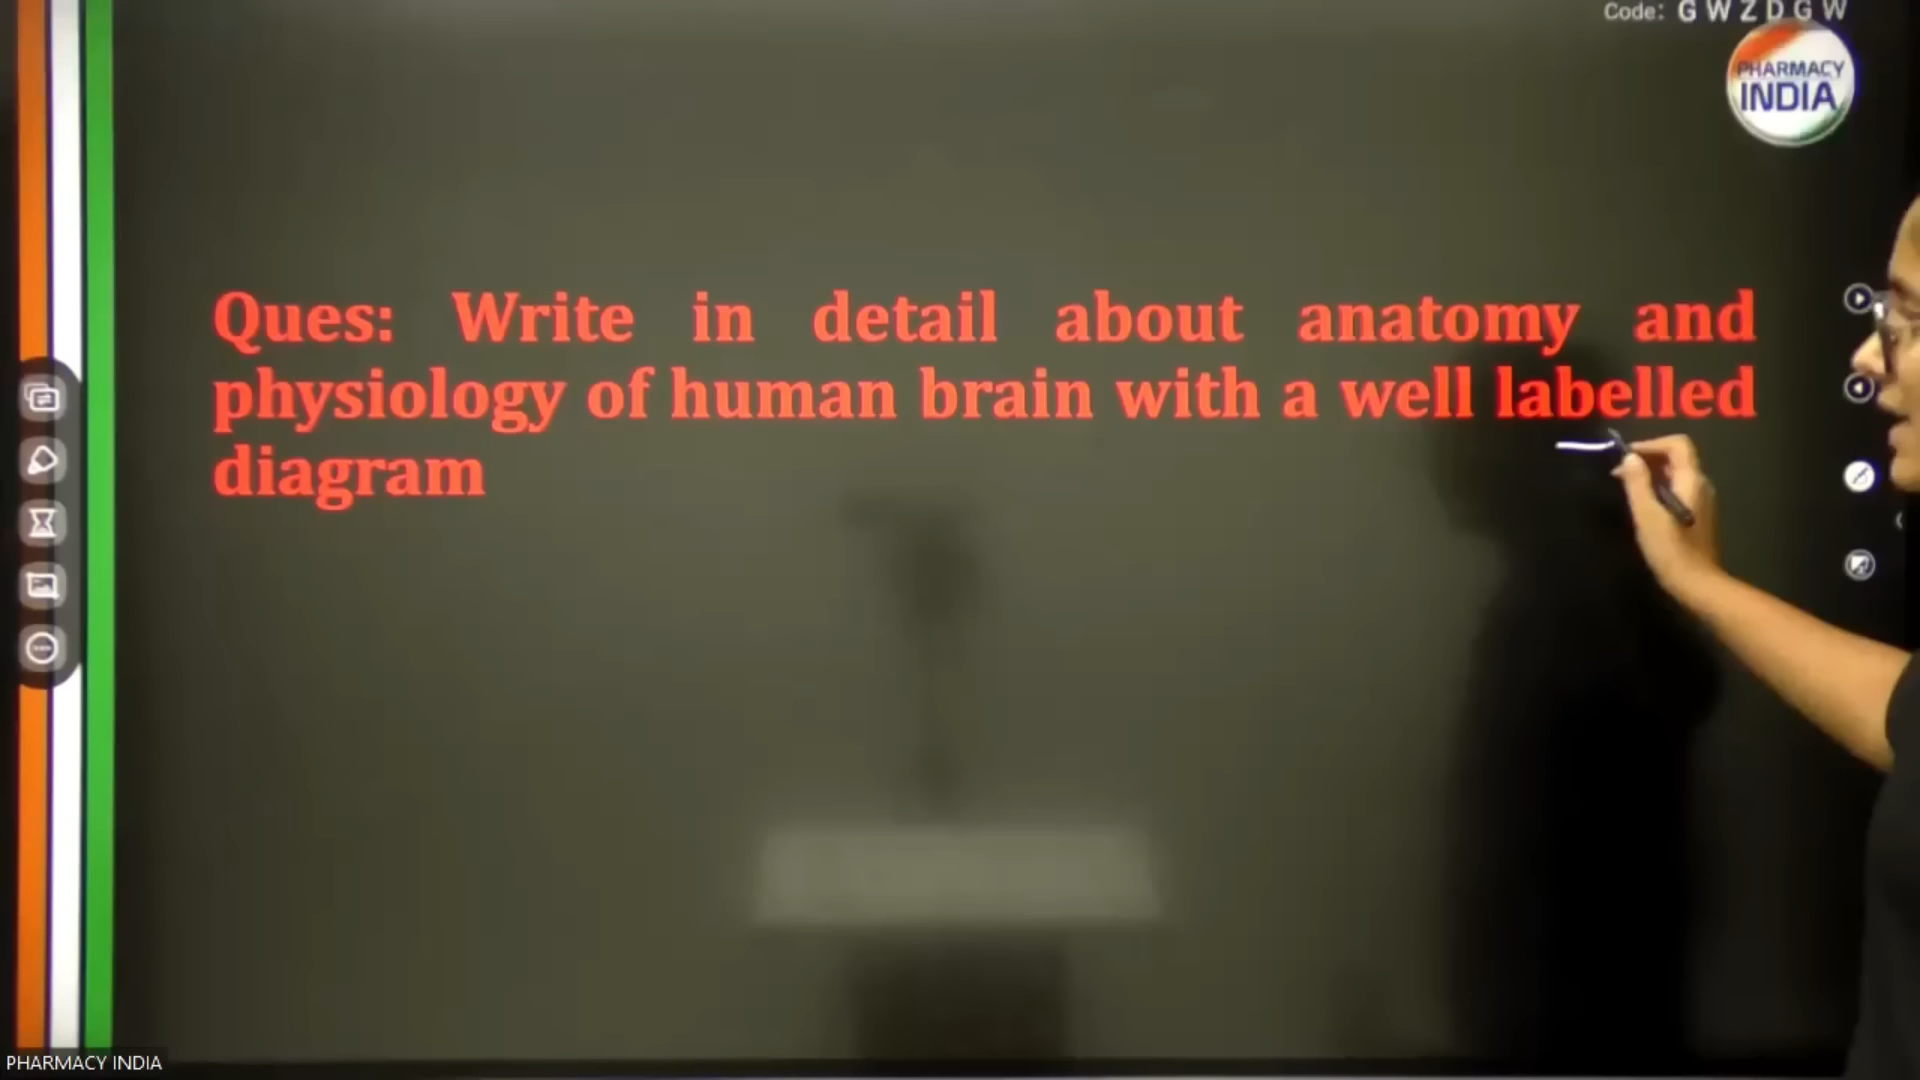 Code: G W Z D G W
PHARMACY
INDIA
Ques: Write in detail about anatomy and
physiology of human brain with a well labelled
diagram
PHARMACY INDIA